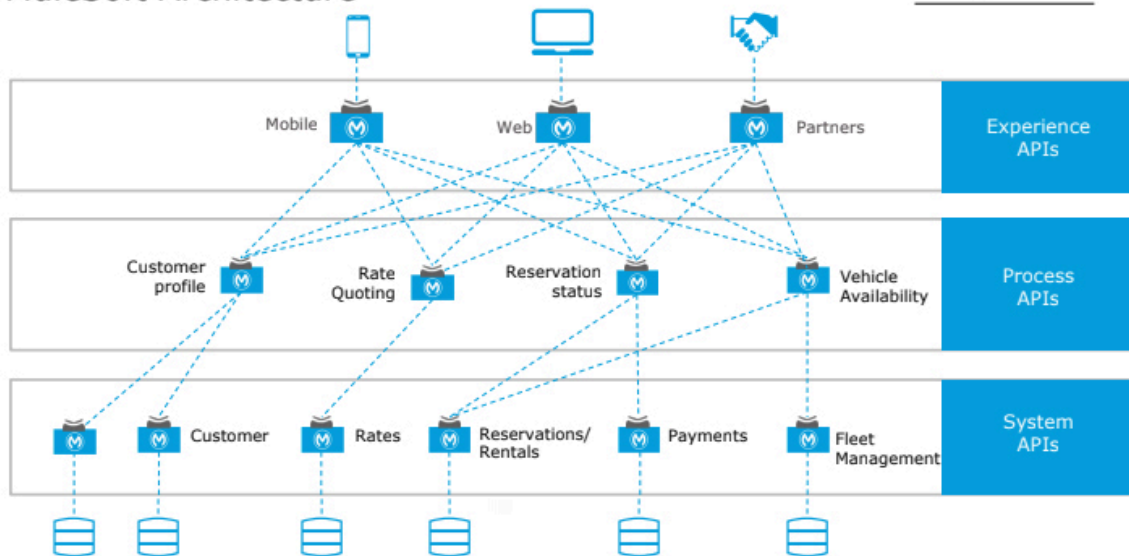 Mobile
Web
Partners
Experience
APIs
Customer
profile
Rate
Quoting
Reservation
status
Vehicle
Availability
Process
APIs
Customer
Rates
Reservations/
Rentals
Payments
Fleet
Management
System
APIs